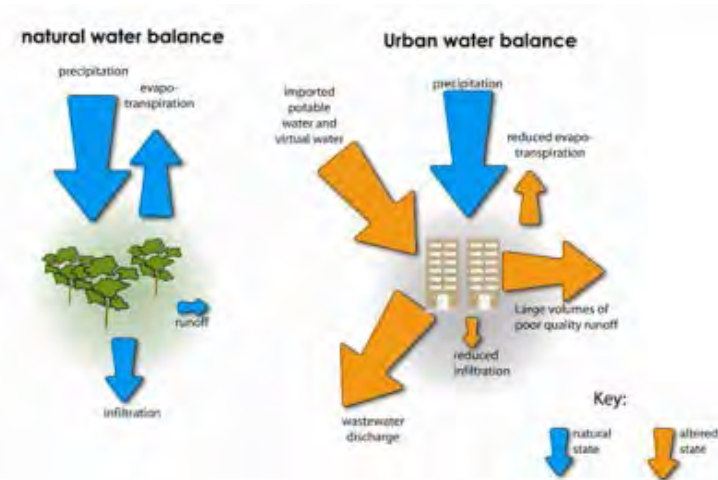 natural water balance
precipitation
evapo-
transpiration
runoff
infiltration
Urban water balance
imported
potable
water and
virtual water
precipitation
reduced evapo-
transpiration
Large volumes of
poor quality runoff
reduced
infiltration
wastewater
discharge
Key:
natural
state
altered
state